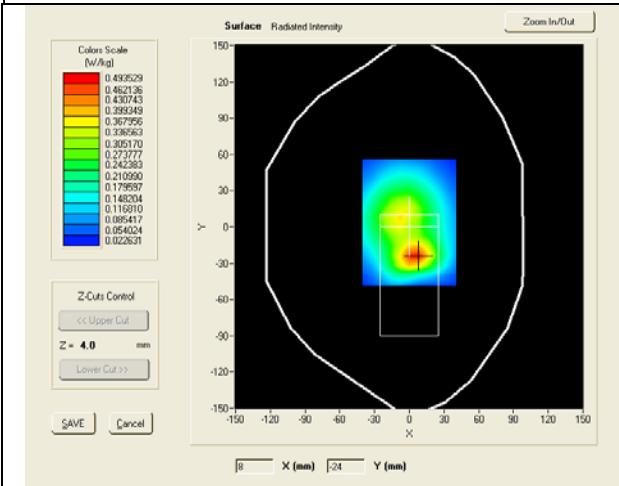 Surface Radiated Intensity
Zoom In/Out
Colors Scale
(W/kg)
0.493529
0.462136
0.430743
0.399349
0.367956
0.336563
0.305170
0.273777
0.242383
0.210990
0.179597
0.148204
0.116810
0.085417
0.054024
0.022631
150-
120-
90-
60-
30-
0-
-30-
-60-
-90-
-120-
-150-
Y
-150 -120 -90 -60 -30 0 30 60 90 120 150
X
Z-Cuts Control
<< Upper Cut
Z = 4.0 mm
Lower Cut >>
SAVE Cancel
8 X (mm) -24 Y (mm)